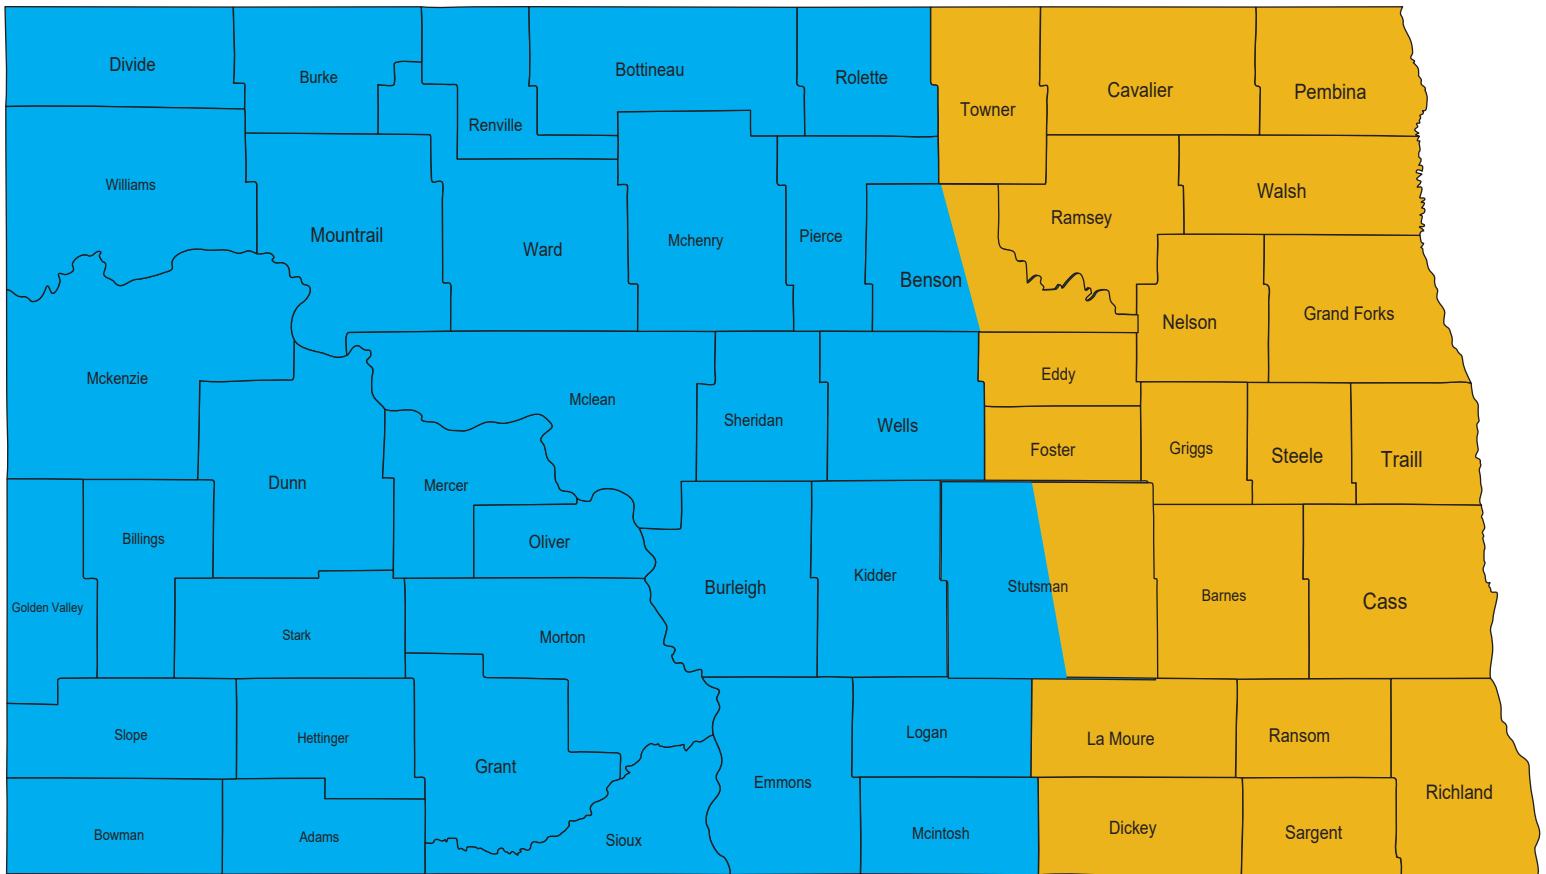 Divide
Burke
Renville
Bottineau
Rolette
Towner
Cavalier
Pembina
Williams
Mountrail
Ward
Mchenry
Pierce
Benson
Ramsey
Walsh
Nelson
Grand Forks
Mckenzie
Dunn
Mclean
Sheridan
Wells
Eddy
Foster
Griggs
Steele
Traill
Mercer
Oliver
Golden Valley
Billings
Stark
Morton
Burleigh
Kidder
Stutsman
Barnes
Cass
Slope
Hettinger
Grant
Emmons
Logan
La Moure
Ransom
Richland
Bowman
Adams
Sioux
Mcintosh
Dickey
Sargent